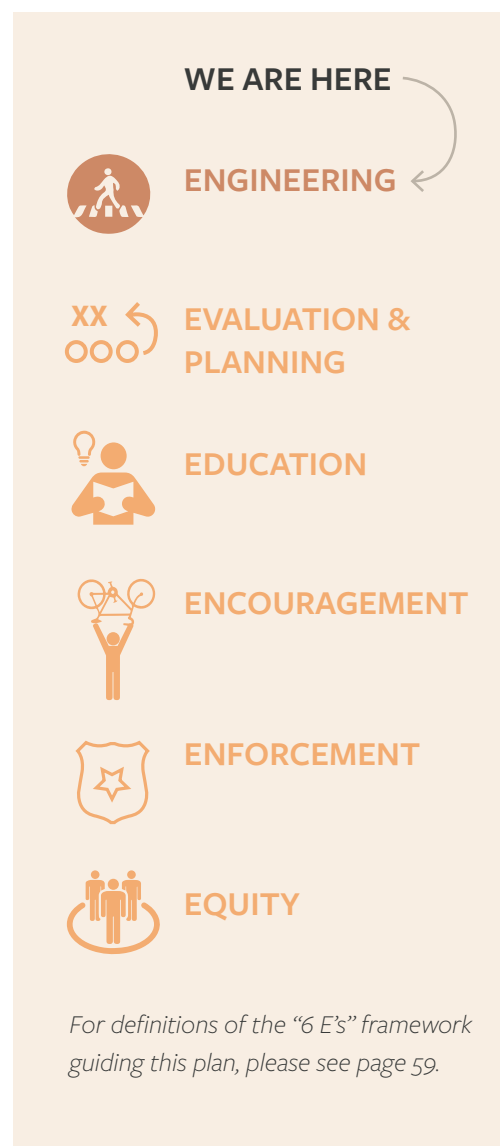 WE ARE HERE
ENGINEERING
XX
EVALUATION &
PLANNING
EDUCATION
ENCOURAGEMENT
ENFORCEMENT
EQUITY
For definitions of the “6 E’s” framework
guiding this plan, please see page 59.